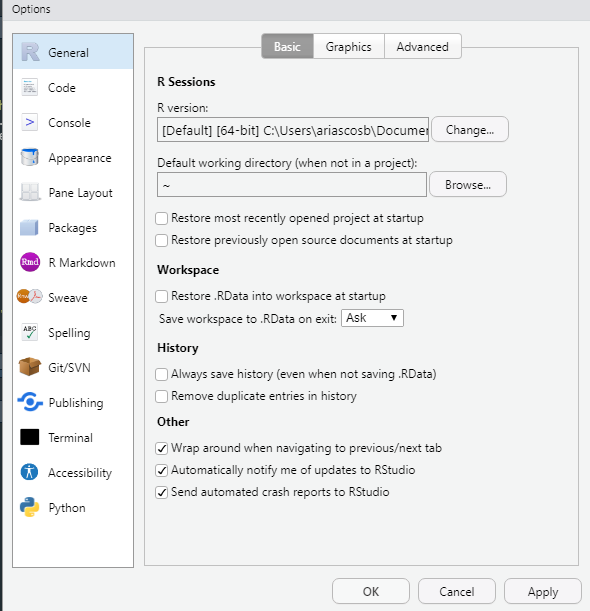 Options
General
Code
Console
Appearance
Pane Layout
Packages
R Markdown
Sweave
Spelling
Git/SVN
Publishing
Terminal
Accessibility
Python
Basic Graphics Advanced
R Sessions
R version:
[Default] [64-bit] C:\Users\ariascosb\Documen Change...
Default working directory (when not in a project):
~ Browse...
Restore most recently opened project at startup
Restore previously open source documents at startup
Workspace
Restore .RData into workspace at startup
Save workspace to .RData on exit: Ask
History
Always save history (even when not saving .RData)
Remove duplicate entries in history
Other
Wrap around when navigating to previous/next tab
Automatically notify me of updates to RStudio
Send automated crash reports to RStudio
OK Cancel Apply